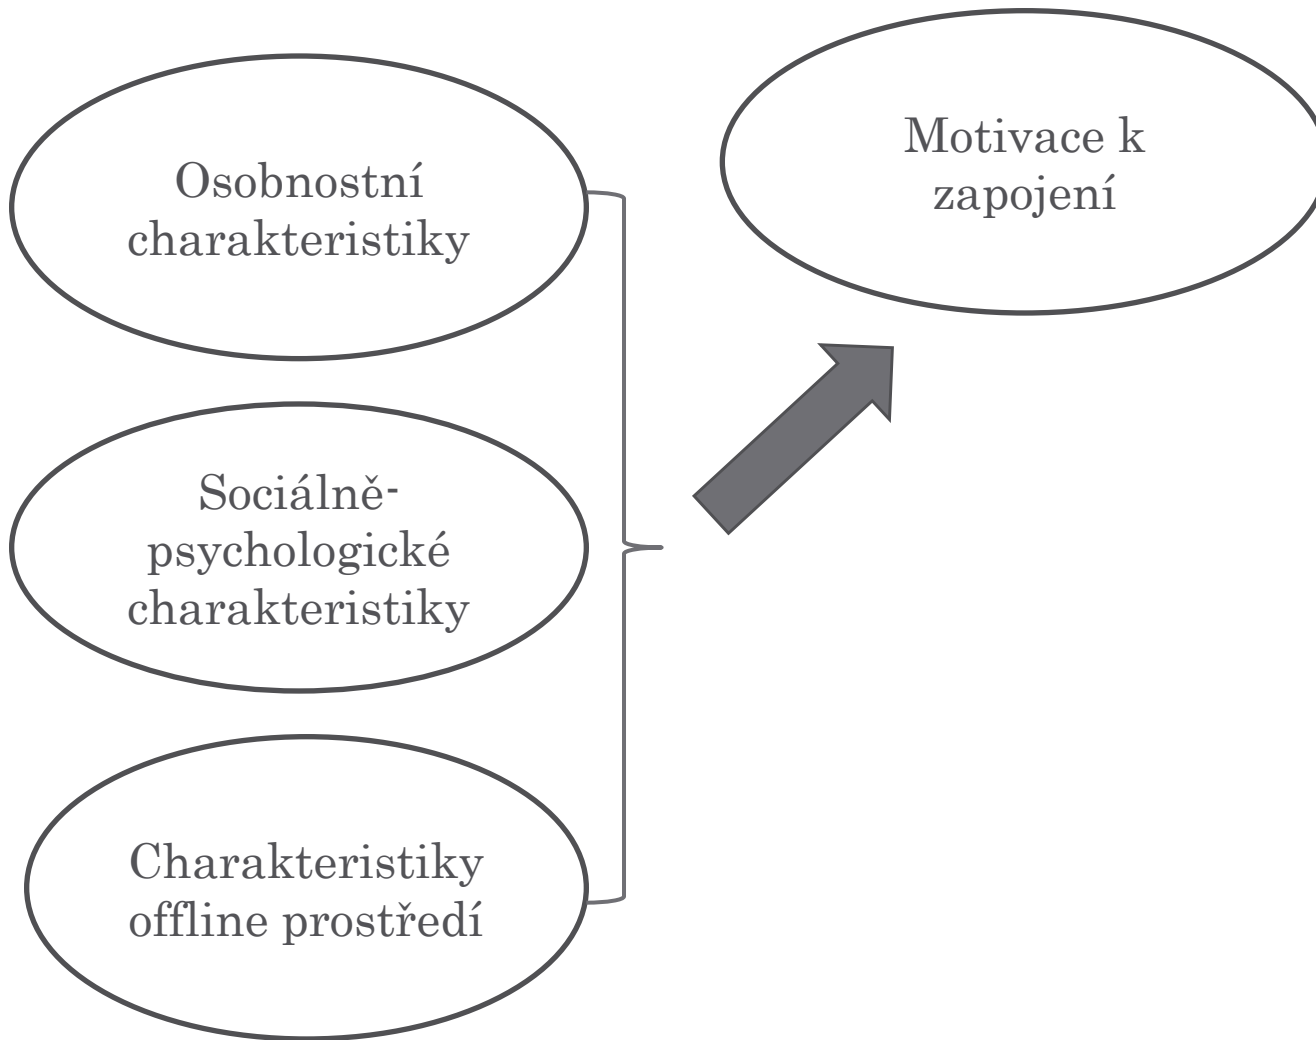 Osobnostní
charakteristiky
Motivace k
zapojení
Sociálně-
psychologické
charakteristiky
Charakteristiky
offline prostředí